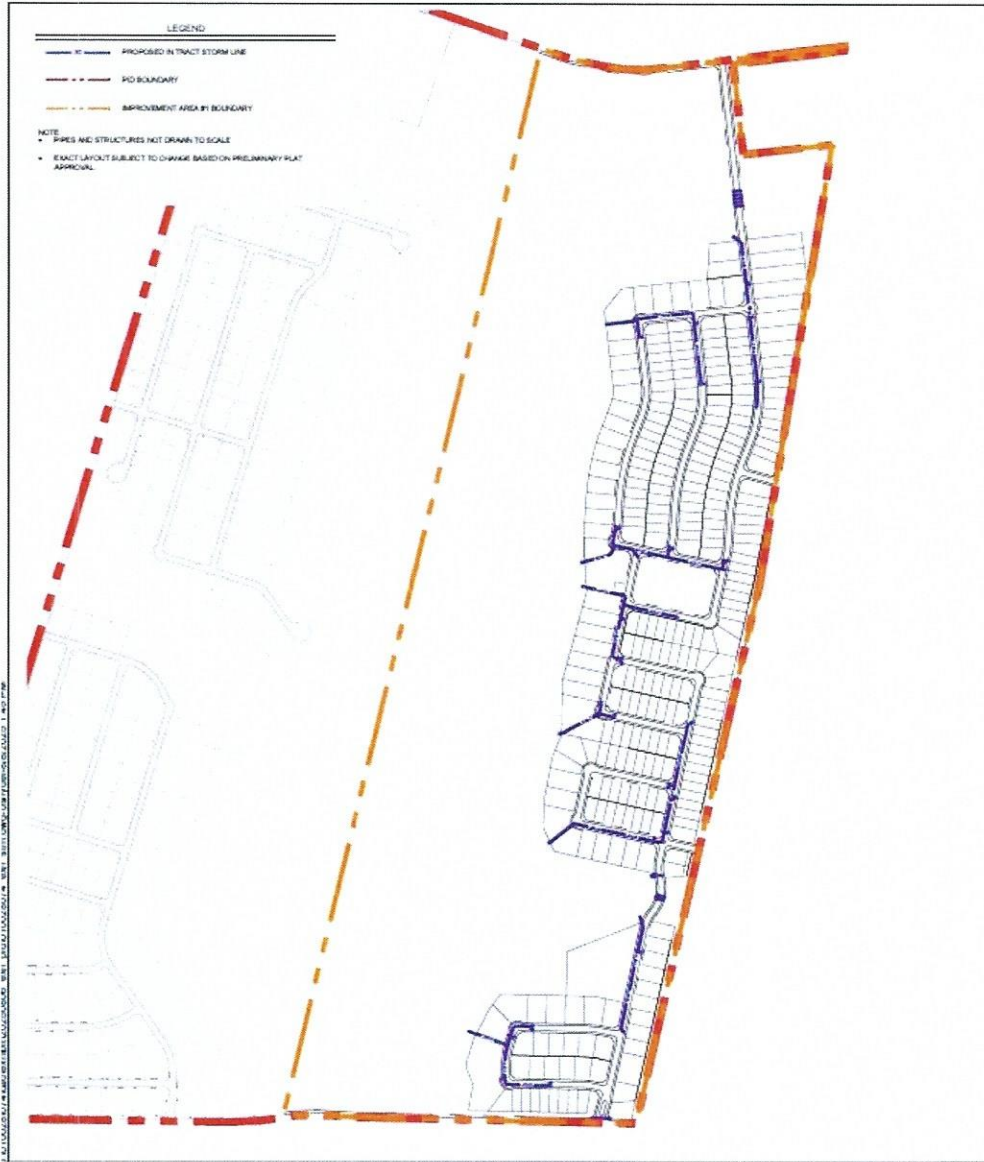 LEGEND
PROPOSED IN TRACT STORM LINE
PID BOUNDARY
IMPROVEMENT AREA #1 BOUNDARY
NOTE
• PIPES AND STRUCTURES NOT DRAWN TO SCALE
• EXACT LAYOUT SUBJECT TO CHANGE BASED ON PRELIMINARY PLAT
APPROVAL.